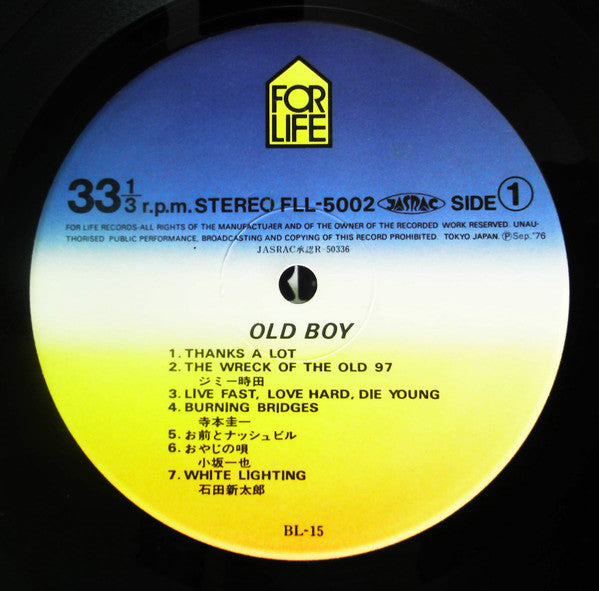 FOR
LIFE
33 1/3 r.p.m. STEREO FLL-5002 JASRAC SIDE 1
FOR LIFE RECORDS-ALL RIGHTS OF THE MANUFACTURER AND OF THE OWNER OF THE RECORDED WORK RESERVED. UNAU-
THORISED PUBLIC PERFORMANCE, BROADCASTING AND COPYING OF THIS RECORD PROHIBITED. TOKYO JAPAN. ℗Sep.'76
JASRAC承認R-50336
OLD BOY
1. THANKS A LOT
2. THE WRECK OF THE OLD 97
ジミー時田
3. LIVE FAST, LOVE HARD, DIE YOUNG
4. BURNING BRIDGES
寺本圭一
5. お前とナッシュビル
6. おやじの唄
小坂一也
7. WHITE LIGHTING
石田新太郎
BL-15